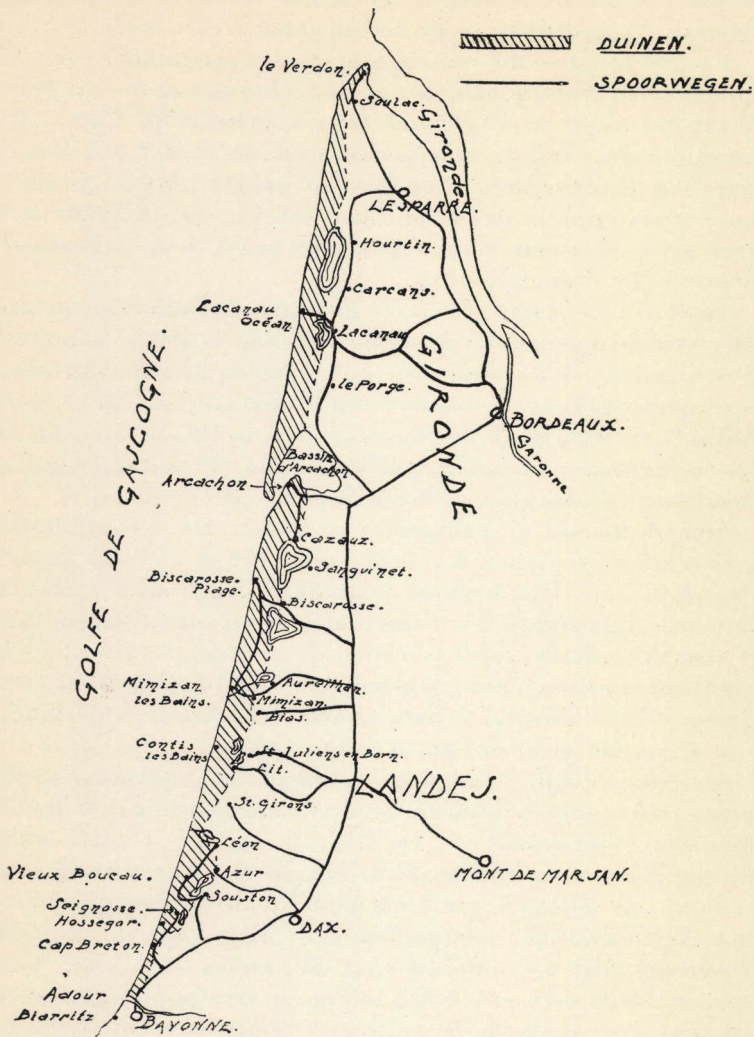 DUINEN.
SPOORWEGEN.
le Verdon.
Soulac.
Gironde
LESPARRE.
Hourtin.
Carcans.
Lacanau
Océan.
Lacanau
le Porge.
GIRONDE
BORDEAUX.
Garonne
Bassin
d'Arcachon
Arcachon
GOLFE DE GASCOGNE.
Cazaux.
Sanguinet.
Biscarosse.
Plage.
Biscarosse.
Mimizan
les Bains.
Aureilhan.
Mimizan.
Bias.
Contis
les Bains
St. Juliens en Born.
Lit.
LANDES.
St. Girons
MONT DE MARSAN.
Léon
Vieux Boucau.
Azur
Souston
Seignosse
Hossegor.
DAX.
Cap Breton.
Adour
Biarritz
BAYONNE.